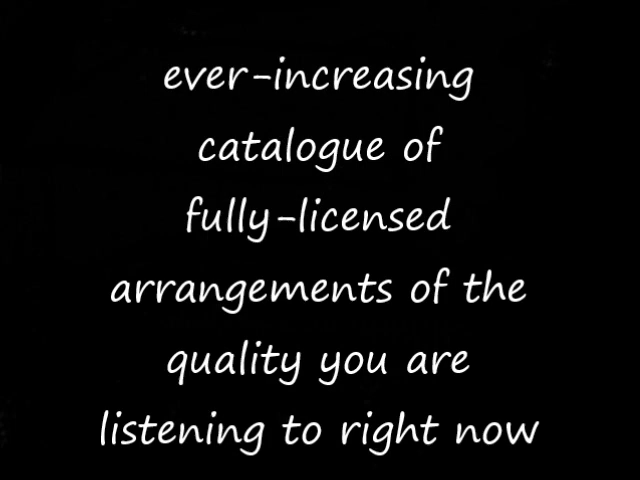 ever-increasing
catalogue of
fully-licensed
arrangements of the
quality you are
listening to right now